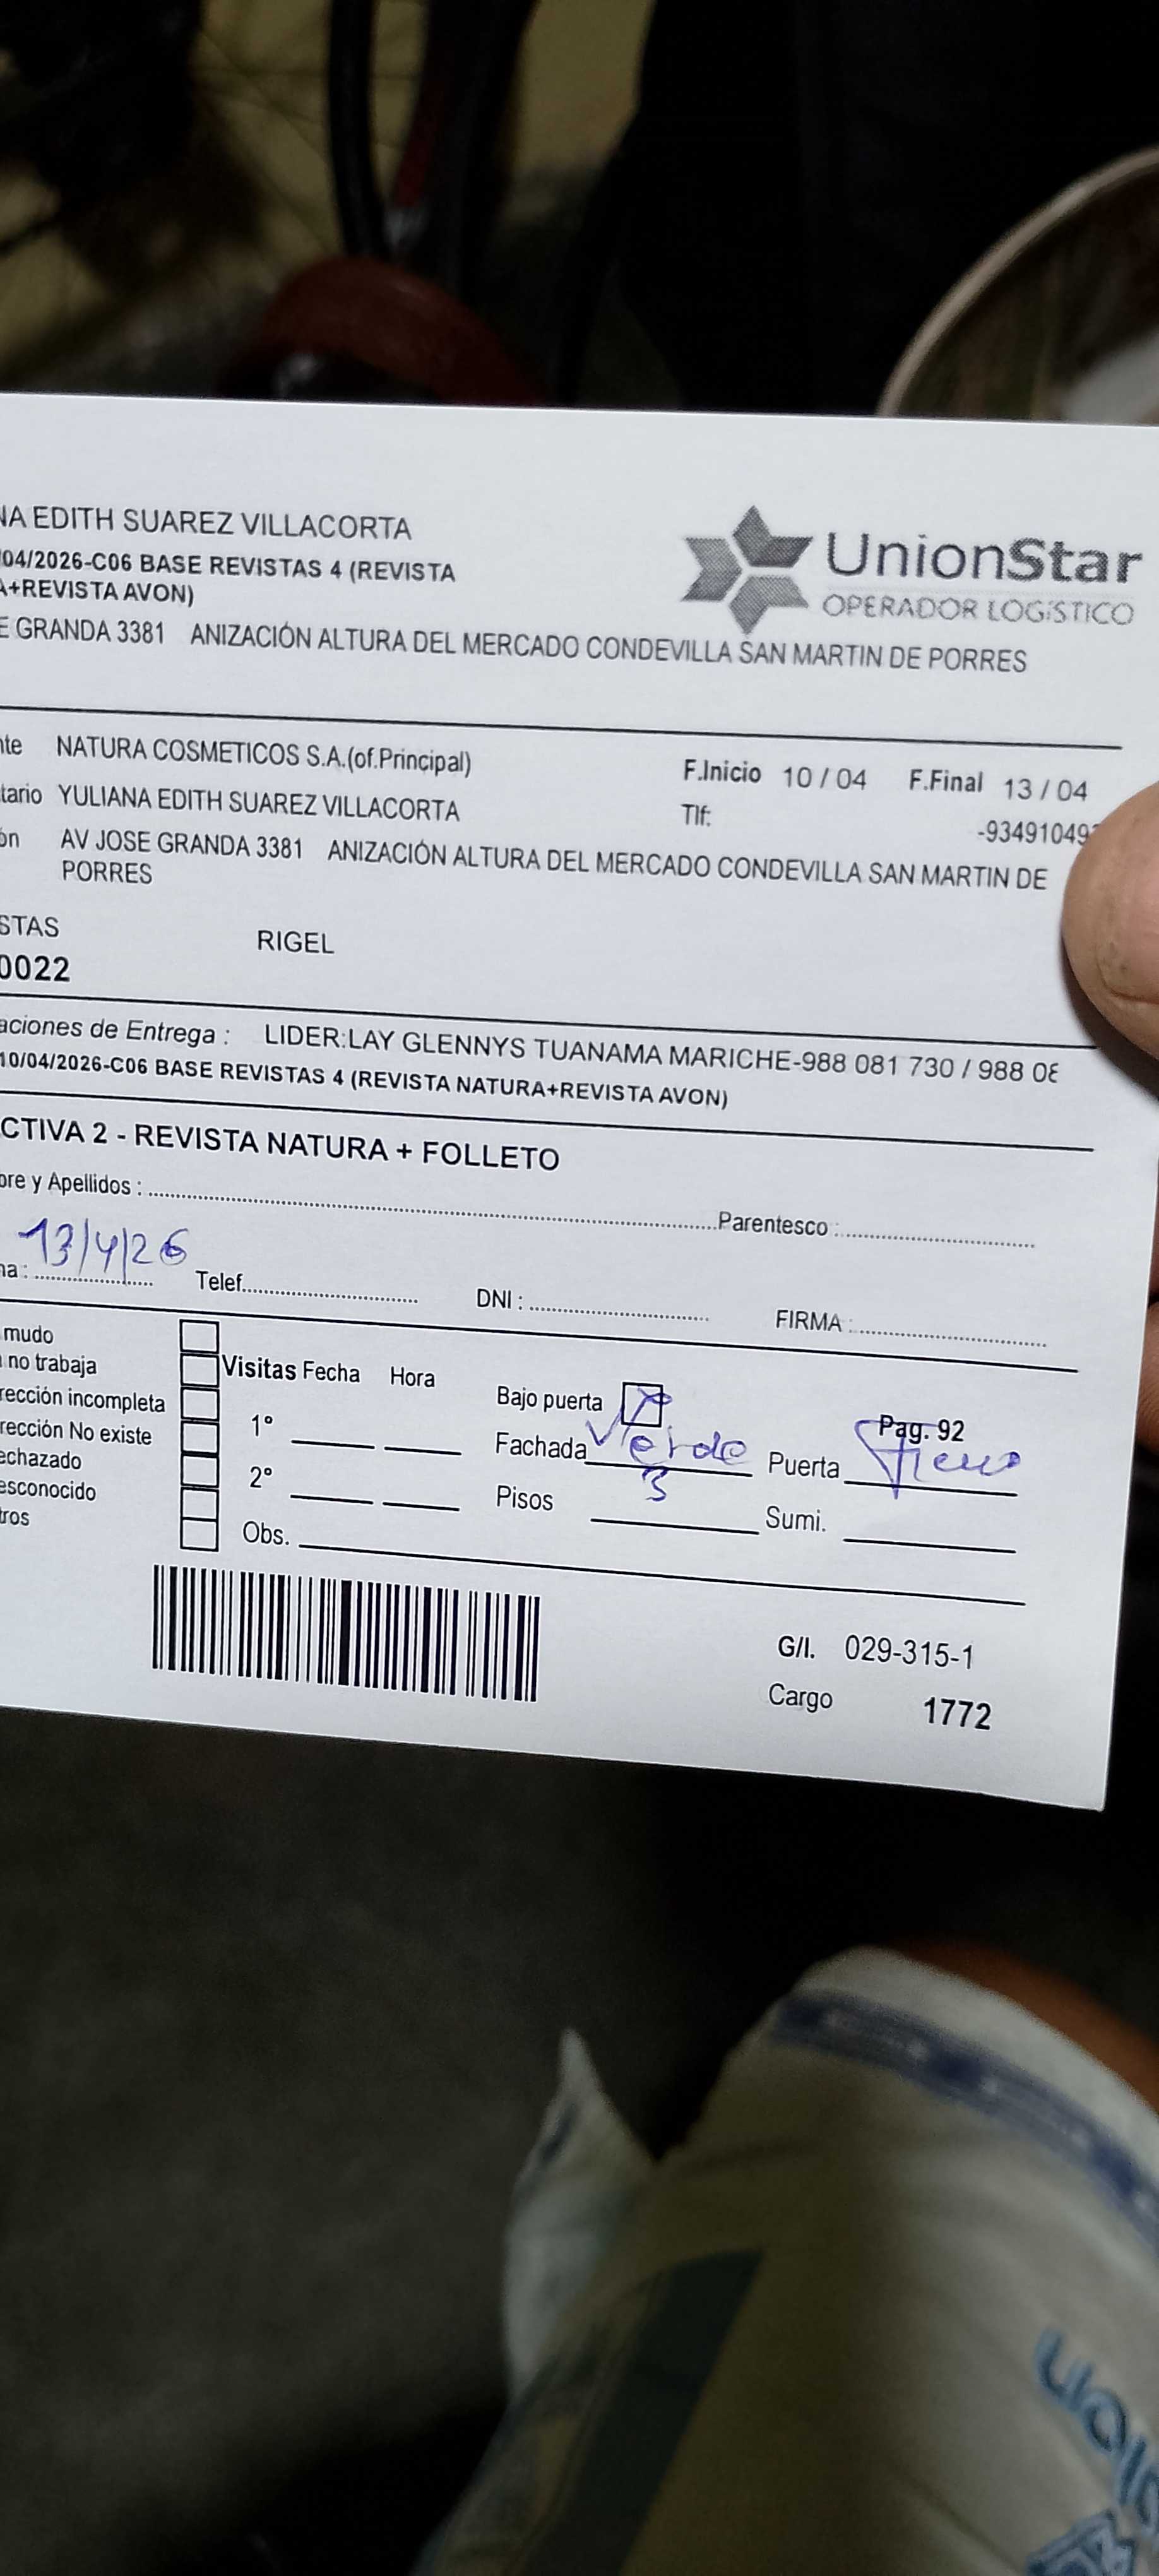 NA EDITH SUAREZ VILLACORTA
04/2026-C06 BASE REVISTAS 4 (REVISTA
A+REVISTA AVON)
E GRANDA 3381 ANIZACIÓN ALTURA DEL MERCADO CONDEVILLA SAN MARTIN DE PORRES
UnionStar
OPERADOR LOGÍSTICO
nte NATURA COSMETICOS S.A.(of.Principal)
F.Inicio 10 / 04 F.Final 13 / 04
tario YULIANA EDITH SUAREZ VILLACORTA
Tlf: -93491049
ón AV JOSE GRANDA 3381 ANIZACIÓN ALTURA DEL MERCADO CONDEVILLA SAN MARTIN DE
PORRES
STAS RIGEL
0022
aciones de Entrega : LIDER:LAY GLENNYS TUANAMA MARICHE-988 081 730 / 988 08
10/04/2026-C06 BASE REVISTAS 4 (REVISTA NATURA+REVISTA AVON)
CTIVA 2 - REVISTA NATURA + FOLLETO
bre y Apellidos : Parentesco :
ha : 13/4/26 Telef. DNI : FIRMA :
mudo
no trabaja
rección incompleta
rección No existe
echazado
esconocido
tros
Visitas Fecha Hora
1°
2°
Obs.
Bajo puerta
Pag. 92
Fachada Verde Puerta
Pisos 3 Sumi.
G/I. 029-315-1
Cargo 1772